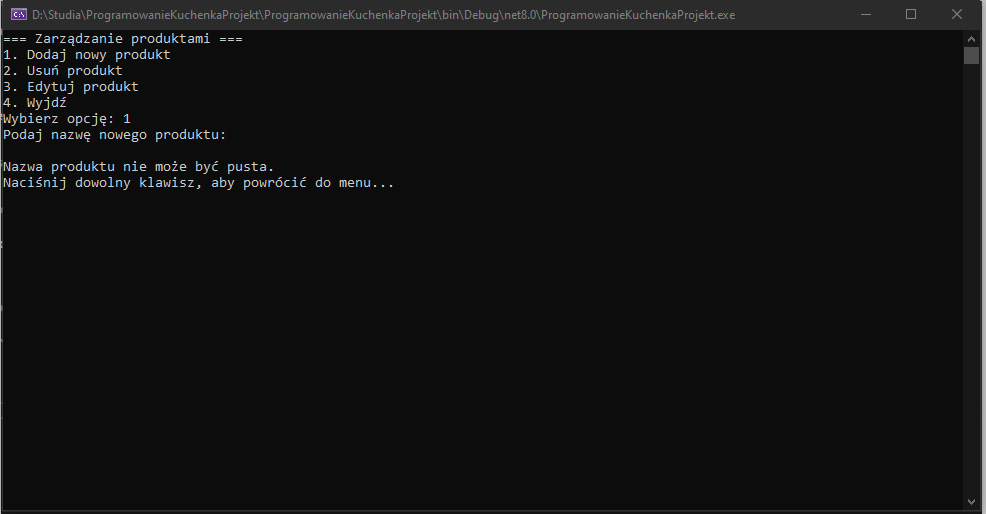 D:\Studia\ProgramowanieKuchenkaProjekt\ProgramowanieKuchenkaProjekt\bin\Debug\net8.0\ProgramowanieKuchenkaProjekt.exe
=== Zarządzanie produktami ===
1. Dodaj nowy produkt
2. Usuń produkt
3. Edytuj produkt
4. Wyjdź
Wybierz opcję: 1
Podaj nazwę nowego produktu:
Nazwa produktu nie może być pusta.
Naciśnij dowolny klawisz, aby powrócić do menu...